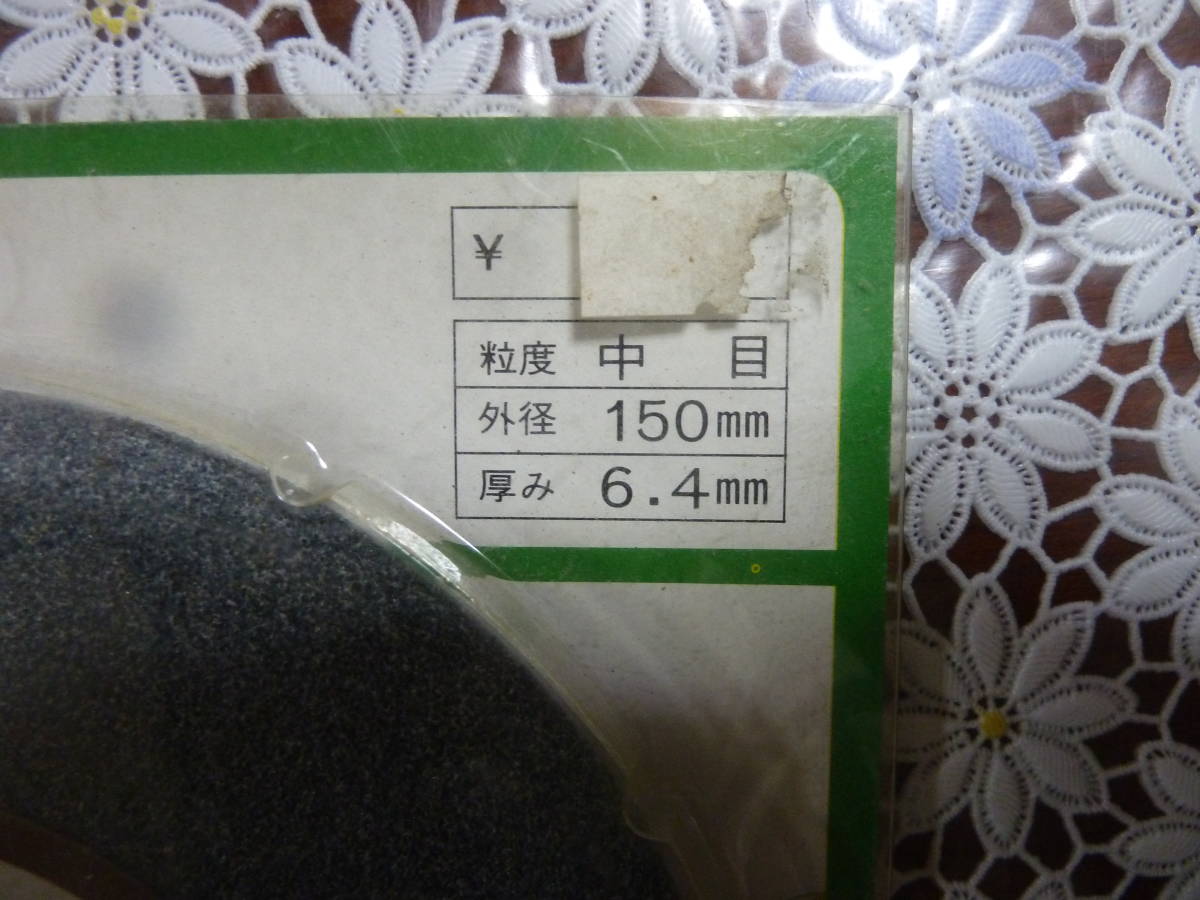 ¥
粒度 中 目
外径 150mm
厚み 6.4mm